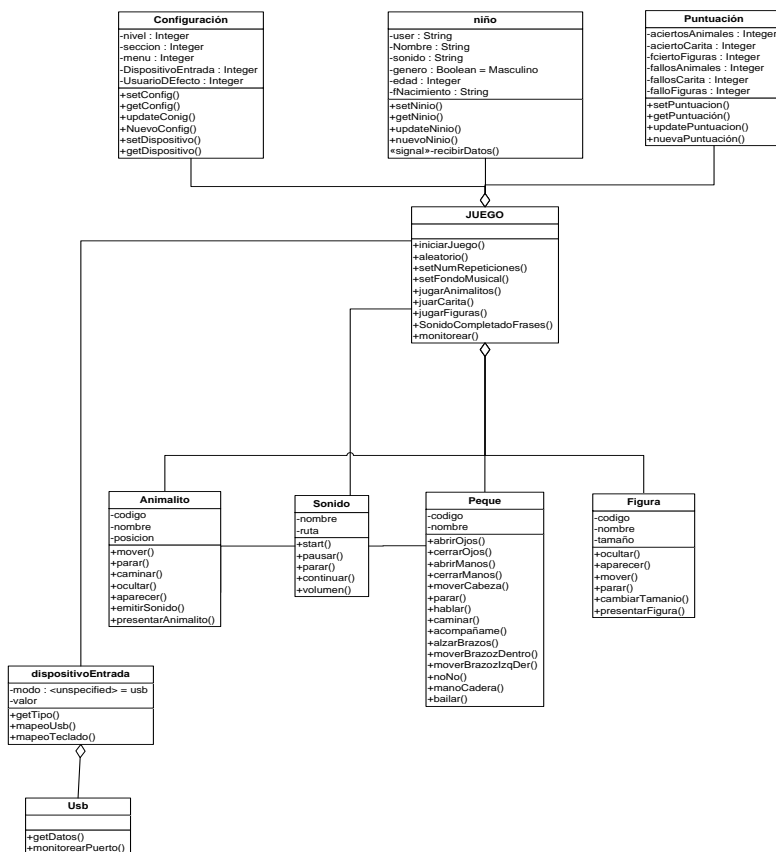 Configuración
-nivel : Integer
-seccion : Integer
-menu : Integer
-DispositivoEntrada : Integer
-UsuarioDEfecto : Integer
+setConfig()
+getConfig()
+updateConig()
+NuevoConfig()
+setDispositivo()
+getDispositivo()
niño
-user : String
-Nombre : String
-sonido : String
-genero : Boolean = Masculino
-edad : Integer
-fNacimiento : String
+setNinio()
+getNinio()
+updateNinio()
+nuevoNinio()
«signal»-recibirDatos()
Puntuación
-aciertosAnimales : Integer
-aciertoCarita : Integer
-fciertoFiguras : Integer
-fallosAnimales : Integer
-fallosCarita : Integer
-falloFiguras : Integer
+setPuntuacion()
+getPuntuación()
+updatePuntuacion()
+nuevaPuntuación()
JUEGO
+iniciarJuego()
+aleatorio()
+setNumRepeticiones()
+setFondoMusical()
+jugarAnimalitos()
+juarCarita()
+jugarFiguras()
+SonidoCompletadoFrases()
+monitorear()
Animalito
-codigo
-nombre
-posicion
+mover()
+parar()
+caminar()
+ocultar()
+aparecer()
+emitirSonido()
+presentarAnimalito()
Sonido
-nombre
-ruta
+start()
+pausar()
+parar()
+continuar()
+volumen()
Peque
-codigo
-nombre
+abrirOjos()
+cerrarOjos()
+abrirManos()
+cerrarManos()
+moverCabeza()
+parar()
+hablar()
+caminar()
+acompañame()
+alzarBrazos()
+moverBrazozDentro()
+moverBrazozIzqDer()
+noNo()
+manoCadera()
+bailar()
Figura
-codigo
-nombre
-tamaño
+ocultar()
+aparecer()
+mover()
+parar()
+cambiarTamanio()
+presentarFigura()
dispositivoEntrada
-modo : <unspecified> = usb
-valor
+getTipo()
+mapeoUsb()
+mapeoTeclado()
Usb
+getDatos()
+monitorearPuerto()